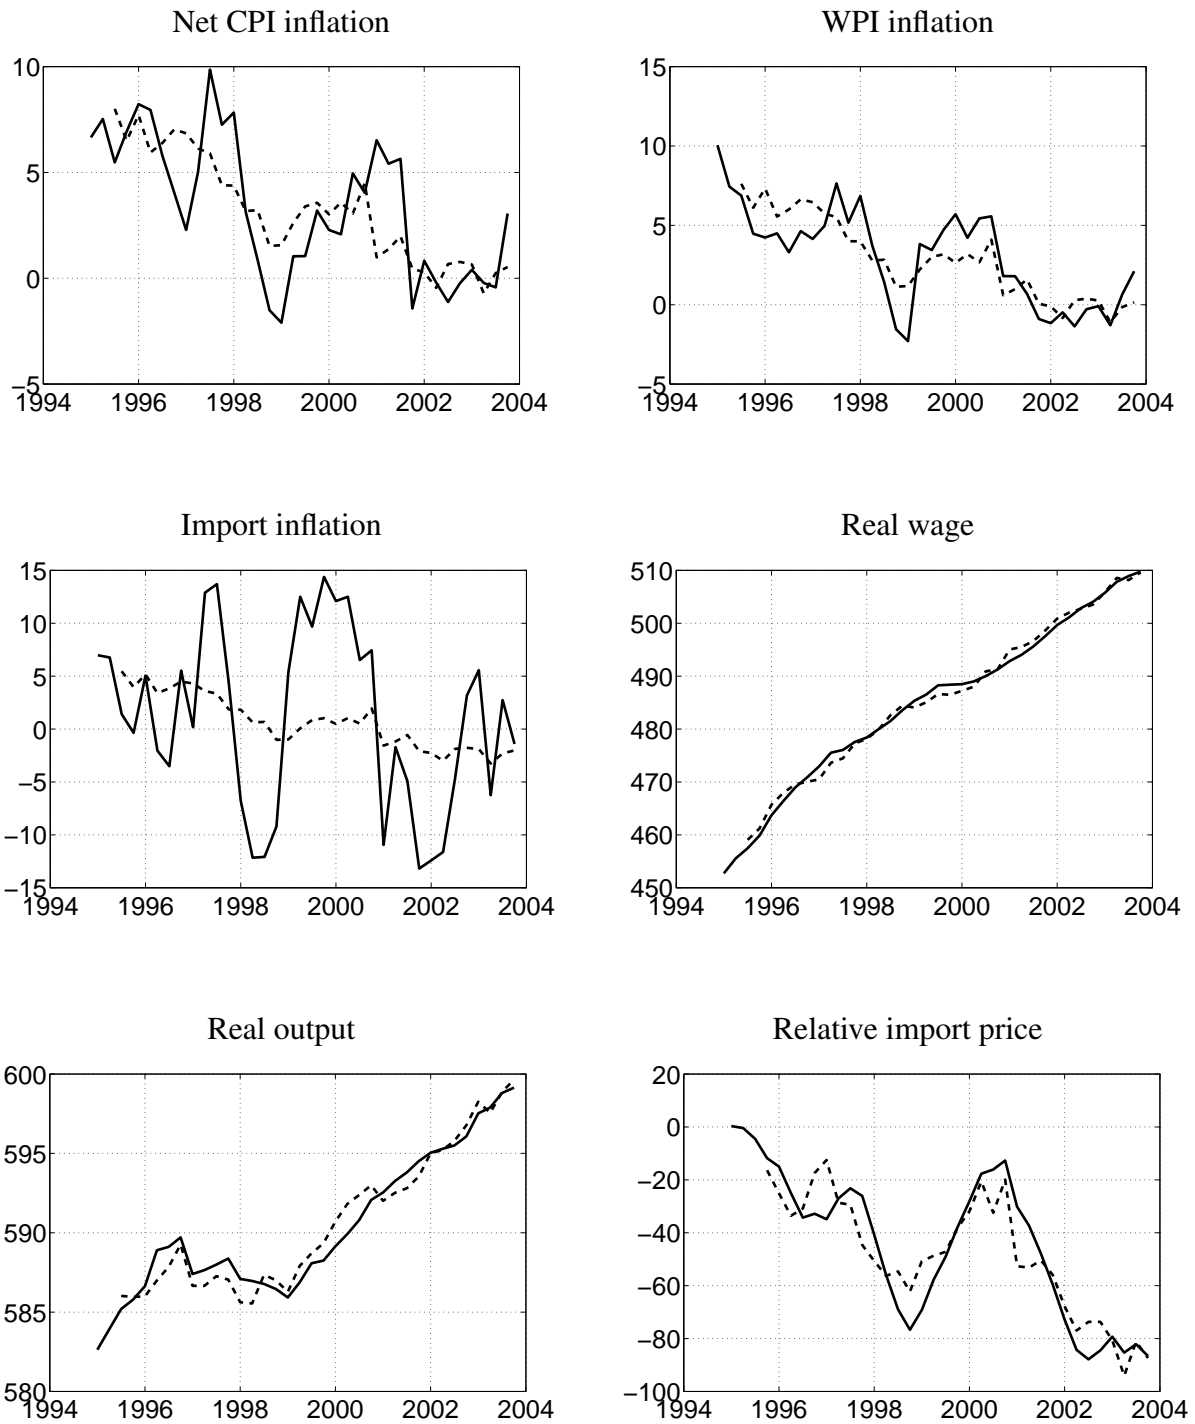 Net CPI inflation
10
5
0
−5
1994 1996 1998 2000 2002 2004
WPI inflation
15
10
5
0
−5
1994 1996 1998 2000 2002 2004
Import inflation
15
10
5
0
−5
−10
−15
1994 1996 1998 2000 2002 2004
Real wage
510
500
490
480
470
460
450
1994 1996 1998 2000 2002 2004
Real output
600
595
590
585
580
1994 1996 1998 2000 2002 2004
Relative import price
20
0
−20
−40
−60
−80
−100
1994 1996 1998 2000 2002 2004